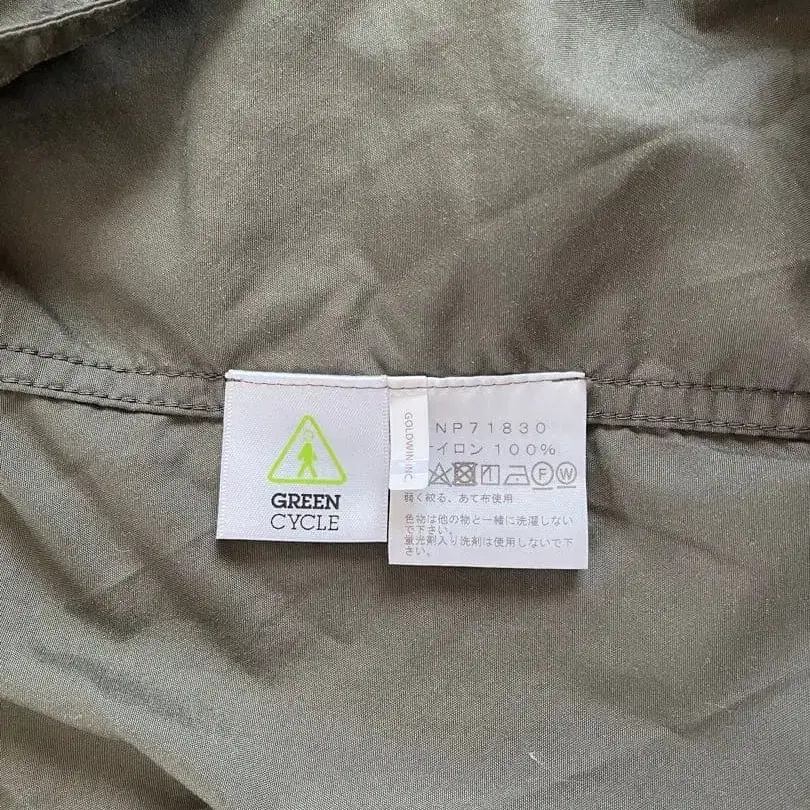 GREEN
CYCLE
GOLDWIN INC
NP71830
イロン 100%
F W
弱く絞る、あて布使用
色物は他の物と一緒に洗濯しない
で下さい。
蛍光剤入り洗剤は使用しないで下
さい。